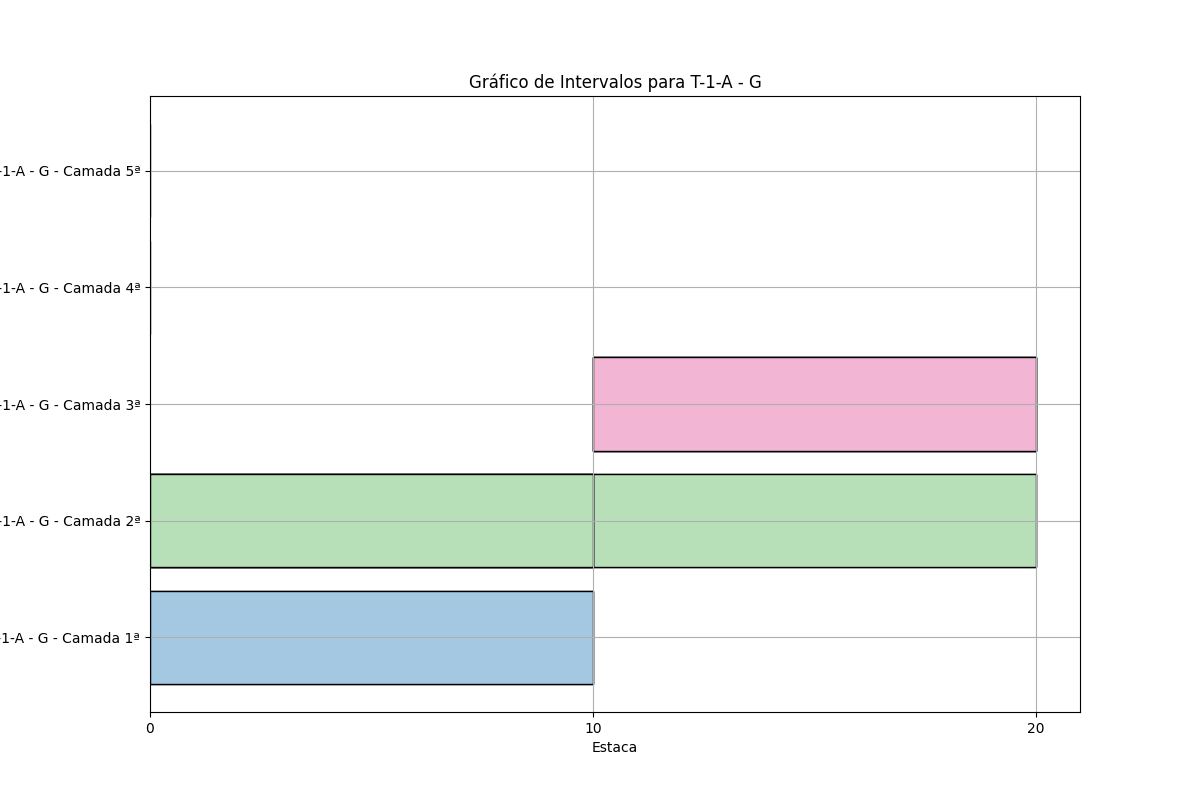 Gráfico de Intervalos para T-1-A - G
-1-A - G - Camada 5ª
-1-A - G - Camada 4ª
-1-A - G - Camada 3ª
-1-A - G - Camada 2ª
-1-A - G - Camada 1ª
0 10 20
Estaca